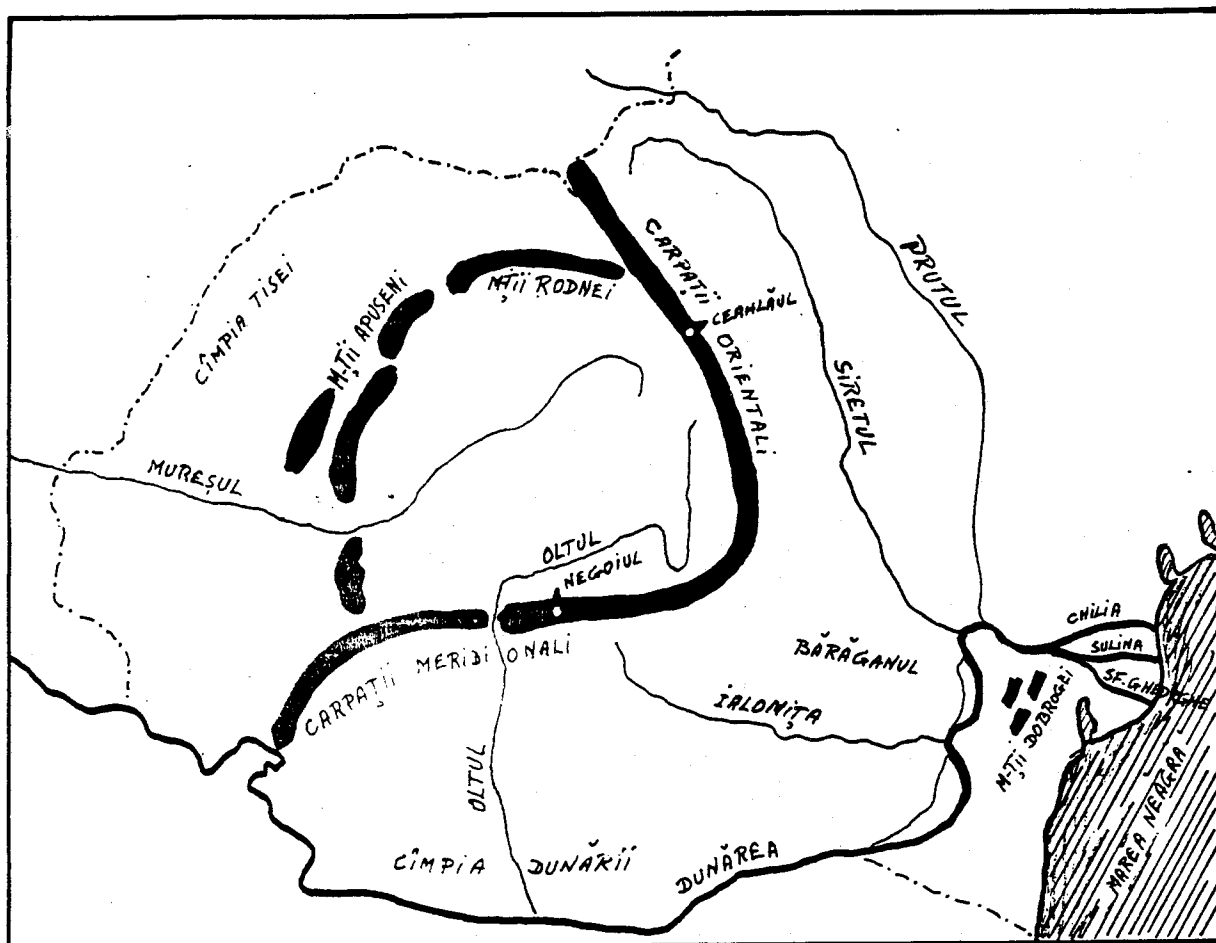 PRUTUL
CARPAȚII
ORIENTALI
CEAHLĂUL
M-ȚII RODNEI
CÎMPIA TISEI
M-ȚII APUSENI
SIRETUL
MUREȘUL
OLTUL
NEGOIUL
CARPAȚII MERIDIONALI
BĂRĂGANUL
IALOMIȚA
CHILIA
SULINA
SF. GHEORGHE
M-ȚII DOBROGEI
OLTUL
CÎMPIA DUNĂRII
DUNĂREA
MAREA NEAGRA